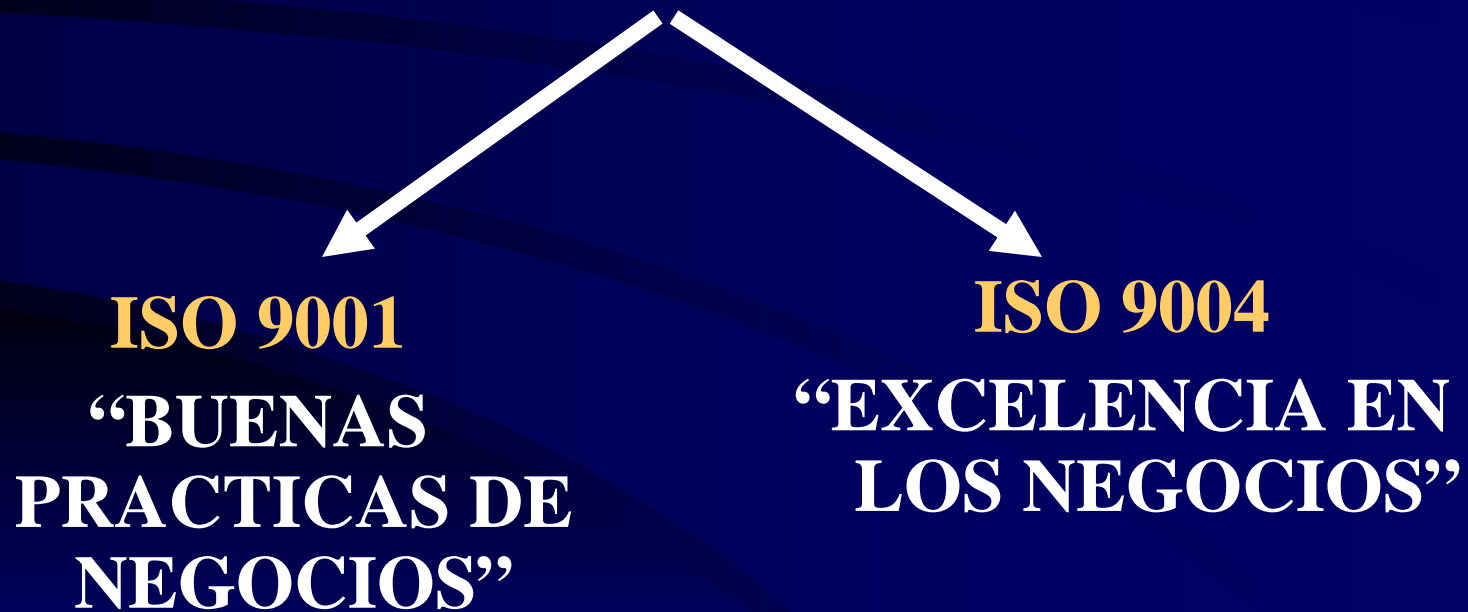 ISO 9001
“BUENAS
PRACTICAS DE
NEGOCIOS”
ISO 9004
“EXCELENCIA EN
LOS NEGOCIOS”